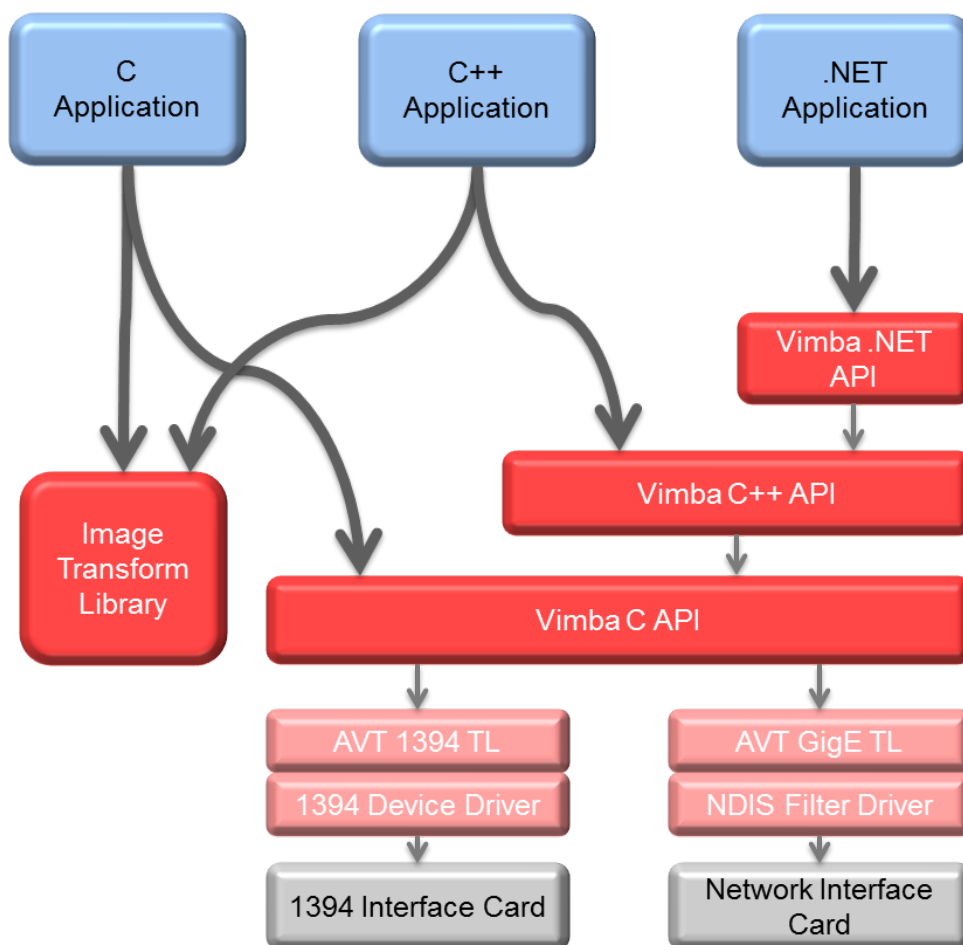 C
Application
C++
Application
.NET
Application
Vimba .NET
API
Vimba C++ API
Image
Transform
Library
Vimba C API
AVT 1394 TL
AVT GigE TL
1394 Device Driver
NDIS Filter Driver
1394 Interface Card
Network Interface
Card